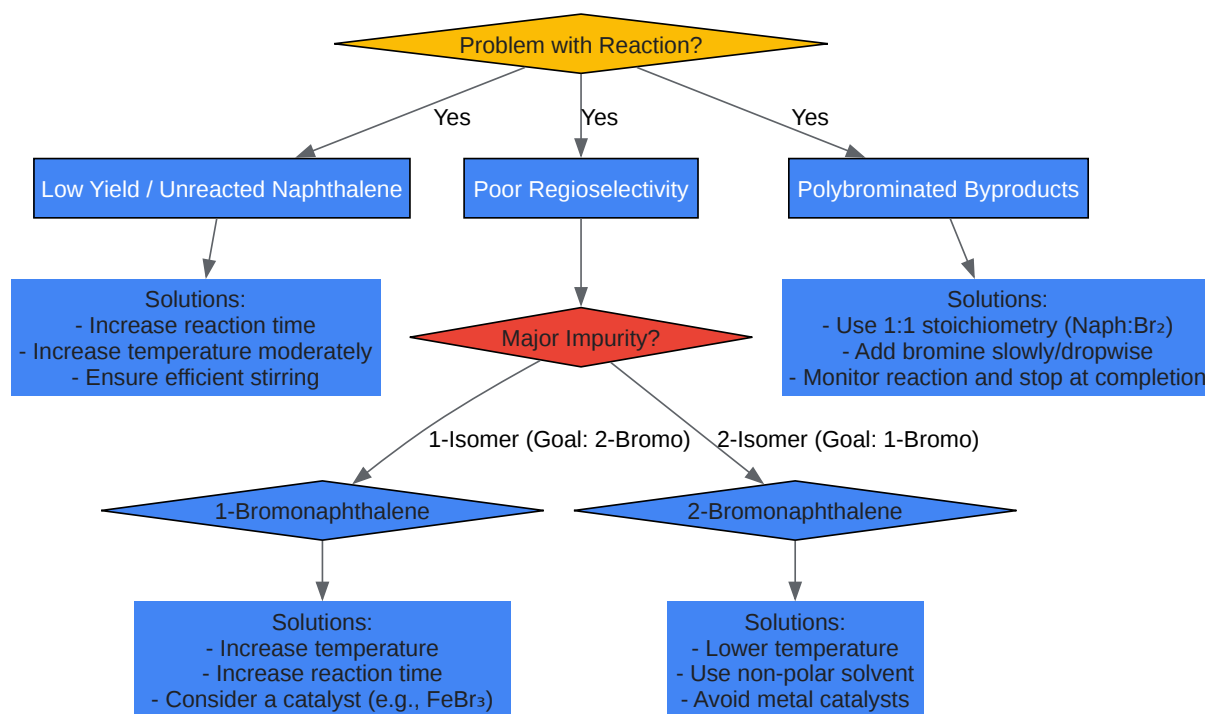 Problem with Reaction?
Yes
Yes
Yes
Low Yield / Unreacted Naphthalene
Poor Regioselectivity
Polybrominated Byproducts
Solutions:
- Increase reaction time
- Increase temperature moderately
- Ensure efficient stirring
Major Impurity?
Solutions:
- Use 1:1 stoichiometry (Naph:Br₂)
- Add bromine slowly/dropwise
- Monitor reaction and stop at completion
1-Isomer (Goal: 2-Bromo)
2-Isomer (Goal: 1-Bromo)
1-Bromonaphthalene
2-Bromonaphthalene
Solutions:
- Increase temperature
- Increase reaction time
- Consider a catalyst (e.g., FeBr₃)
Solutions:
- Lower temperature
- Use non-polar solvent
- Avoid metal catalysts